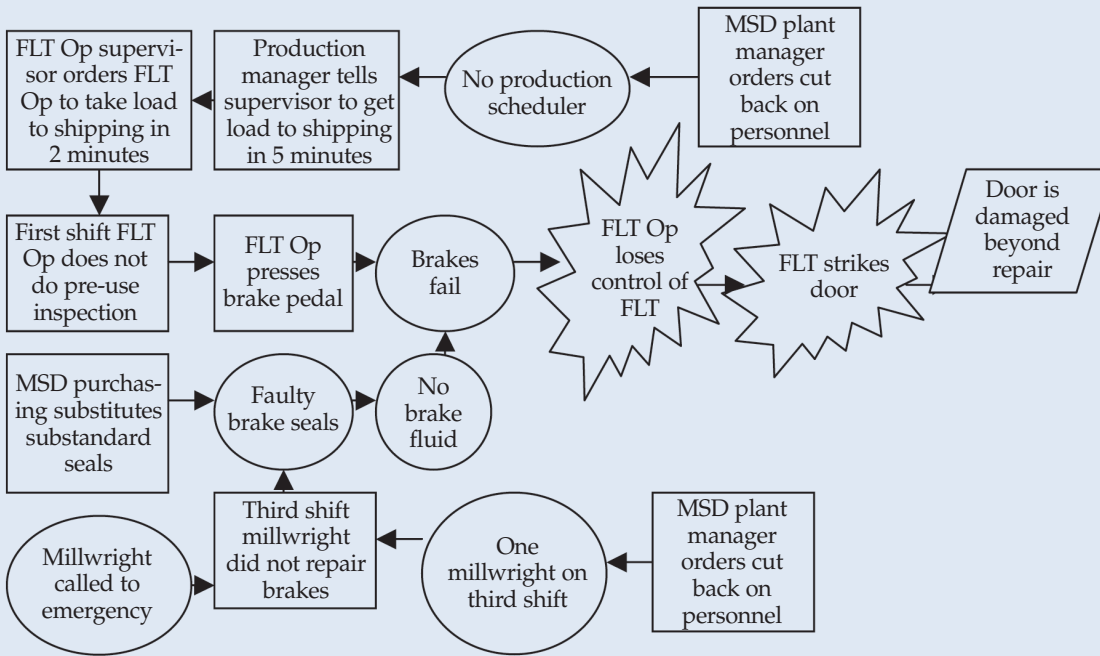 FLT Op supervi-
sor orders FLT
Op to take load
to shipping in
2 minutes
Production
manager tells
supervisor to get
load to shipping
in 5 minutes
No production
scheduler
MSD plant
manager
orders cut
back on
personnel
First shift FLT
Op does not
do pre-use
inspection
FLT Op
presses
brake pedal
Brakes
fail
FLT Op
loses
control of
FLT
FLT strikes
door
Door is
damaged
beyond
repair
MSD purchas-
ing substitutes
substandard
seals
Faulty
brake seals
No
brake
fluid
Millwright
called to
emergency
Third shift
millwright
did not repair
brakes
One
millwright on
third shift
MSD plant
manager
orders cut
back on
personnel